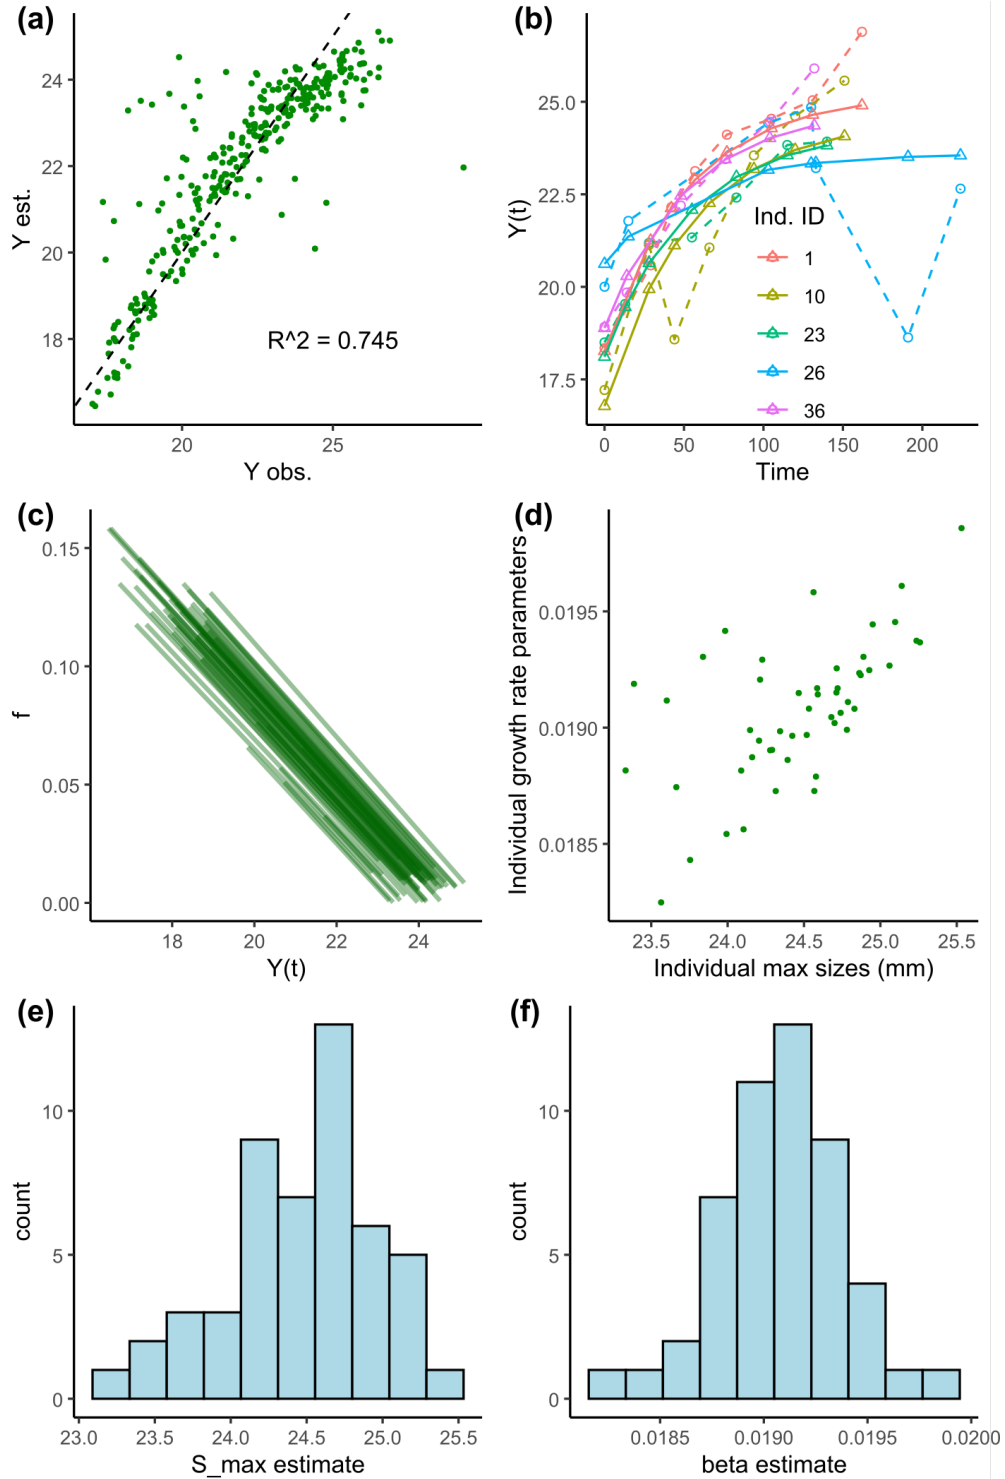 (a)
24
22
20
18
Y est.
R^2 = 0.745
20
25
Y obs.
(b)
25.0
22.5
20.0
17.5
Y(t)
Ind. ID
1
10
23
26
36
0
50
100
150
200
Time
(c)
0.15
0.10
0.05
0.00
f
18
20
22
24
Y(t)
(d)
0.0195
0.0190
0.0185
Individual growth rate parameters
23.5
24.0
24.5
25.0
25.5
Individual max sizes (mm)
(e)
10
5
0
count
23.0
23.5
24.0
24.5
25.0
25.5
S_max estimate
(f)
10
5
0
count
0.0185
0.0190
0.0195
0.0200
beta estimate